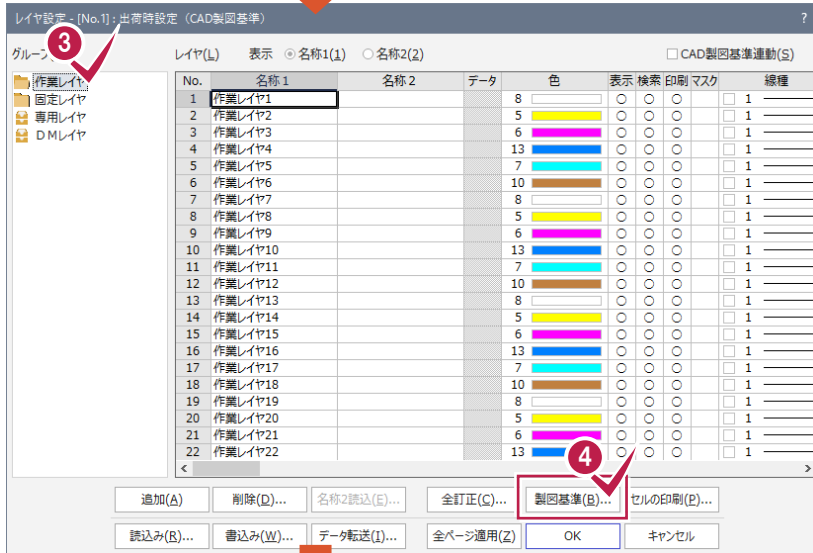 レイヤ設定 - [No.1] : 出荷時設定（CAD製図基準） ?
3
グループ
レイヤ(L) 表示 名称1(1) 名称2(2) CAD製図基準連動(S)
作業レイヤ
固定レイヤ
専用レイヤ
ＤＭレイヤ
No. 名称１ 名称２ データ 色 表示 検索 印刷 マスク 線種
1 作業レイヤ1 8 ○ ○ ○ 1
2 作業レイヤ2 5 ○ ○ ○ 1
3 作業レイヤ3 6 ○ ○ ○ 1
4 作業レイヤ4 13 ○ ○ ○ 1
5 作業レイヤ5 7 ○ ○ ○ 1
6 作業レイヤ6 10 ○ ○ ○ 1
7 作業レイヤ7 8 ○ ○ ○ 1
8 作業レイヤ8 5 ○ ○ ○ 1
9 作業レイヤ9 6 ○ ○ ○ 1
10 作業レイヤ10 13 ○ ○ ○ 1
11 作業レイヤ11 7 ○ ○ ○ 1
12 作業レイヤ12 10 ○ ○ ○ 1
13 作業レイヤ13 8 ○ ○ ○ 1
14 作業レイヤ14 5 ○ ○ ○ 1
15 作業レイヤ15 6 ○ ○ ○ 1
16 作業レイヤ16 13 ○ ○ ○ 1
17 作業レイヤ17 7 ○ ○ ○ 1
18 作業レイヤ18 10 ○ ○ ○ 1
19 作業レイヤ19 8 ○ ○ ○ 1
20 作業レイヤ20 5 ○ ○ ○ 1
21 作業レイヤ21 6 ○ ○ ○ 1
22 作業レイヤ22 13 ○ ○ ○ 1
4
追加(A) 削除(D)... 名称2読込(E)... 全訂正(C)... 製図基準(B)... セルの印刷(P)...
読込み(R)... 書込み(W)... データ転送(I)... 全ページ適用(Z) OK キャンセル